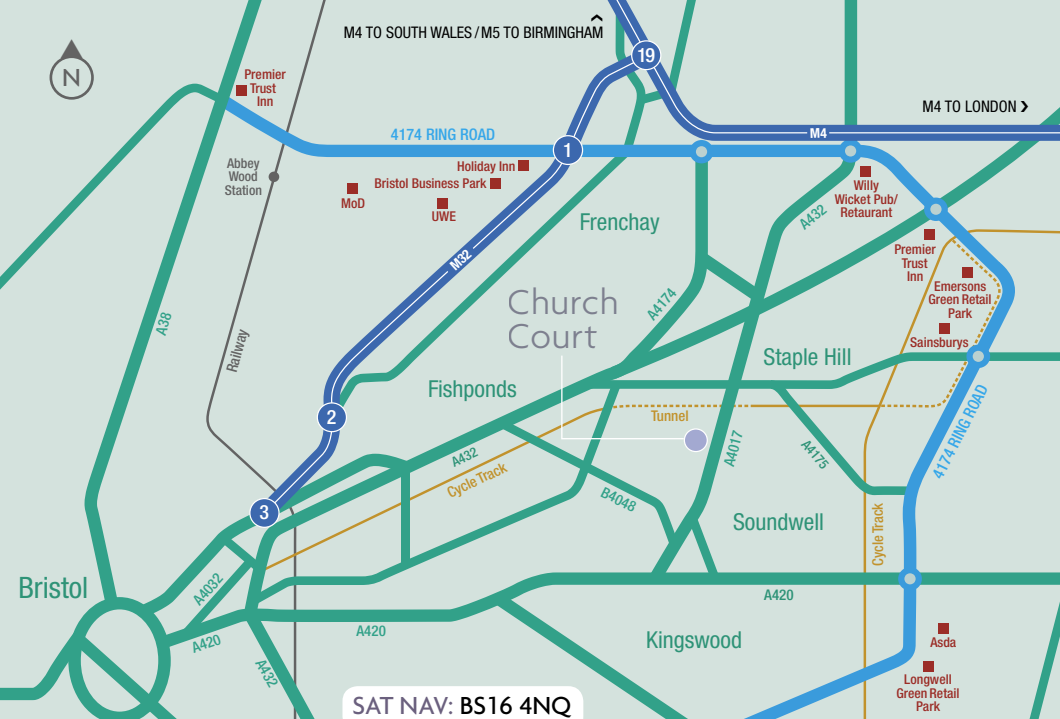 M4 TO SOUTH WALES / M5 TO BIRMINGHAM
19
N
Premier
Trust
Inn
M4 TO LONDON
M4
4174 RING ROAD
1
Abbey
Wood
Station
Holiday Inn
Bristol Business Park
MoD
UWE
Willy
Wicket Pub/
Retaurant
Frenchay
A432
M32
Premier
Trust
Inn
Emersons
Green Retail
Park
Church
Court
A4174
A38
Railway
Sainsburys
Staple Hill
Fishponds
2
Tunnel
4174 RING ROAD
A432
Cycle Track
A4017
A4175
B4048
3
Soundwell
Cycle Track
Bristol
A4032
A420
A420
A420
A432
Kingswood
Asda
Longwell
Green Retail
Park
SAT NAV: BS16 4NQ